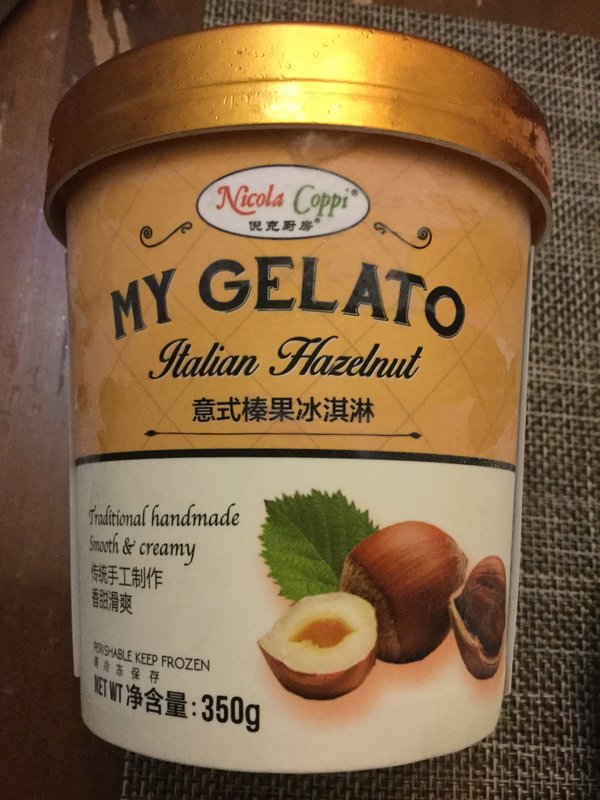 Nicola Coppi®
倪克厨房®
MY GELATO
Italian Hazelnut
意式榛果冰淇淋
Traditional handmade
Smooth & creamy
传统手工制作
香甜滑爽
PERISHABLE KEEP FROZEN
请冷冻保存
NET WT 净含量:350g